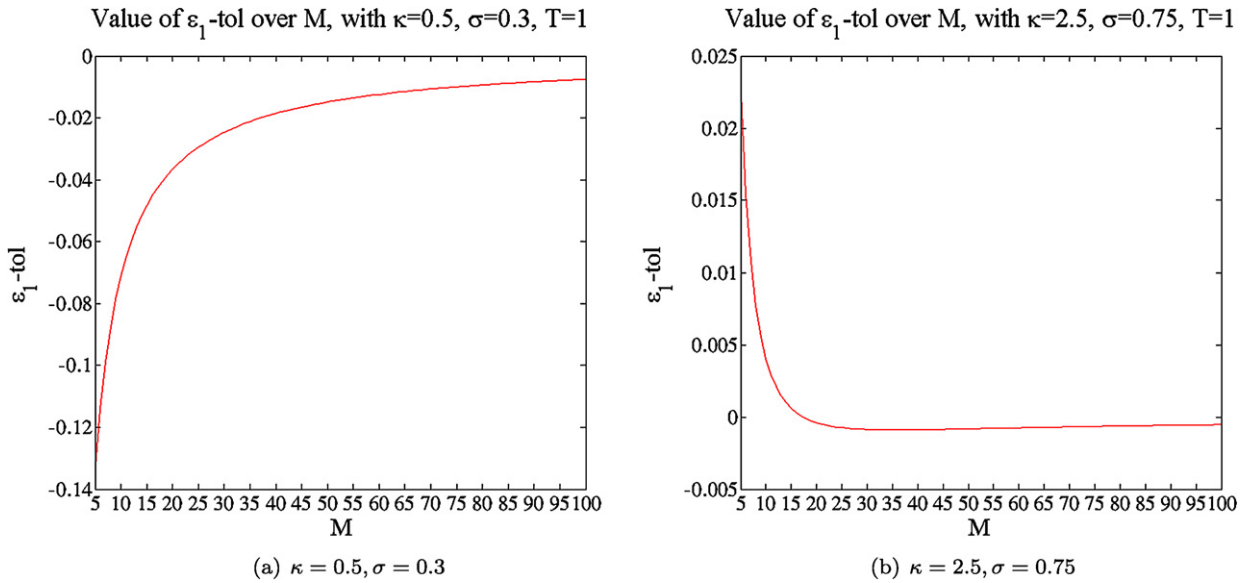 Value of ε₁-tol over M, with κ=0.5, σ=0.3, T=1
0
-0.02
-0.04
-0.06
-0.08
-0.1
-0.12
-0.14
ε₁-tol
5 10 15 20 25 30 35 40 45 50 55 60 65 70 75 80 85 90 95 100
M
(a) κ = 0.5, σ = 0.3
Value of ε₁-tol over M, with κ=2.5, σ=0.75, T=1
0.025
0.02
0.015
0.01
0.005
0
-0.005
ε₁-tol
5 10 15 20 25 30 35 40 45 50 55 60 65 70 75 80 85 90 95 100
M
(b) κ = 2.5, σ = 0.75